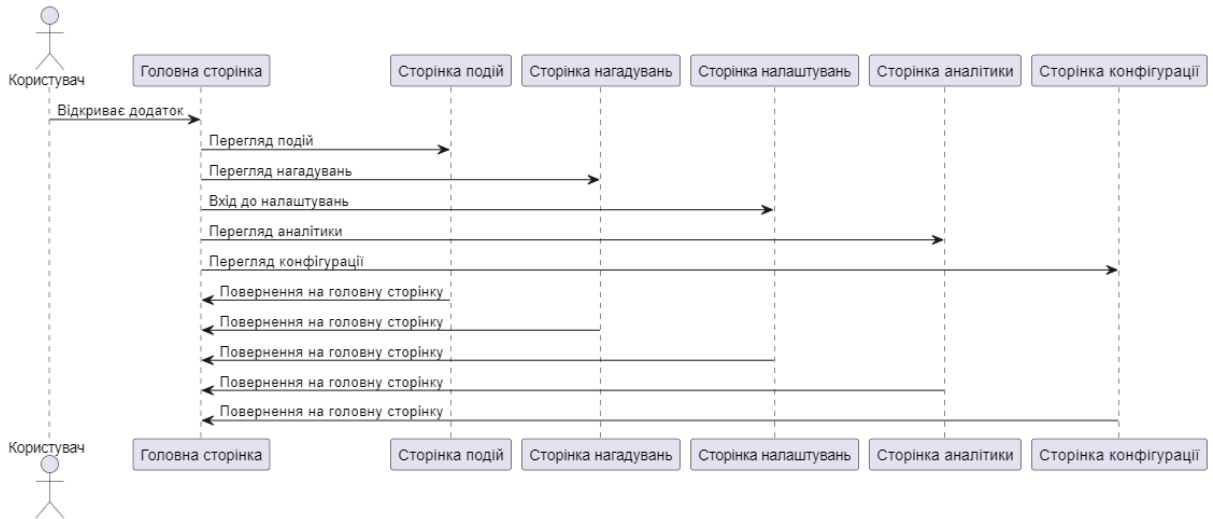 Користувач
Головна сторінка
Сторінка подій
Сторінка нагадувань
Сторінка налаштувань
Сторінка аналітики
Сторінка конфігурації
Відкриває додаток
Перегляд подій
Перегляд нагадувань
Вхід до налаштувань
Перегляд аналітики
Перегляд конфігурації
Повернення на головну сторінку
Повернення на головну сторінку
Повернення на головну сторінку
Повернення на головну сторінку
Повернення на головну сторінку
Користувач
Головна сторінка
Сторінка подій
Сторінка нагадувань
Сторінка налаштувань
Сторінка аналітики
Сторінка конфігурації